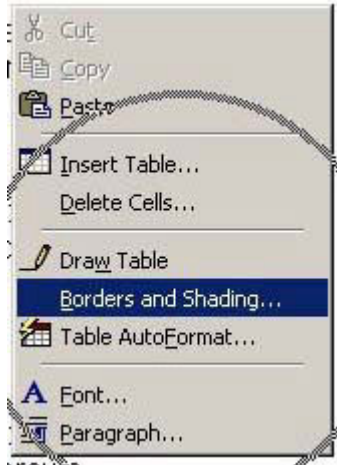 Cut
Copy
Paste
Insert Table...
Delete Cells...
Draw Table
Borders and Shading...
Table AutoFormat...
Font...
Paragraph...